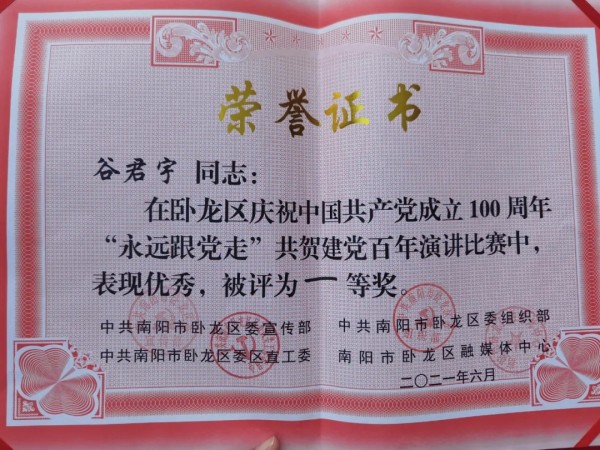 荣誉证书
谷君宇 同志：
在卧龙区庆祝中国共产党成立100周年
“永远跟党走”共贺建党百年演讲比赛中，
表现优秀，被评为一等奖。
中共南阳市卧龙区委宣传部 中共南阳市卧龙区委组织部
中共南阳市卧龙区委区直工委 南阳市卧龙区融媒体中心
二〇二一年六月